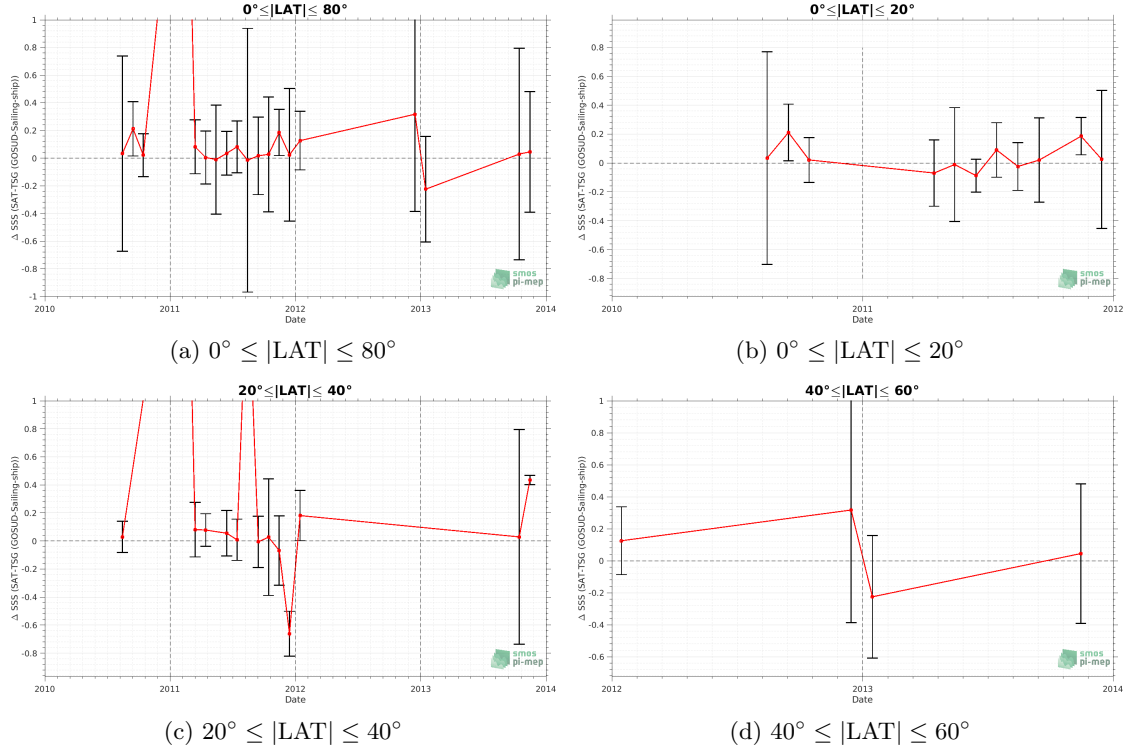 0°≤|LAT|≤ 80°
Δ SSS (SAT-TSG (GOSUD-Sailing-ship))
1
0.8
0.6
0.4
0.2
0
-0.2
-0.4
-0.6
-0.8
-1
2010
2011
2012
2013
2014
Date
smos
pi-mep
(a) 0° ≤ |LAT| ≤ 80°
0°≤|LAT|≤ 20°
Δ SSS (SAT-TSG (GOSUD-Sailing-ship))
0.8
0.6
0.4
0.2
0
-0.2
-0.4
-0.6
-0.8
2010
2011
2012
Date
smos
pi-mep
(b) 0° ≤ |LAT| ≤ 20°
20°≤|LAT|≤ 40°
Δ SSS (SAT-TSG (GOSUD-Sailing-ship))
1
0.8
0.6
0.4
0.2
0
-0.2
-0.4
-0.6
-0.8
2010
2011
2012
2013
2014
Date
smos
pi-mep
(c) 20° ≤ |LAT| ≤ 40°
40°≤|LAT|≤ 60°
Δ SSS (SAT-TSG (GOSUD-Sailing-ship))
1
0.8
0.6
0.4
0.2
0
-0.2
-0.4
-0.6
2012
2013
2014
Date
smos
pi-mep
(d) 40° ≤ |LAT| ≤ 60°